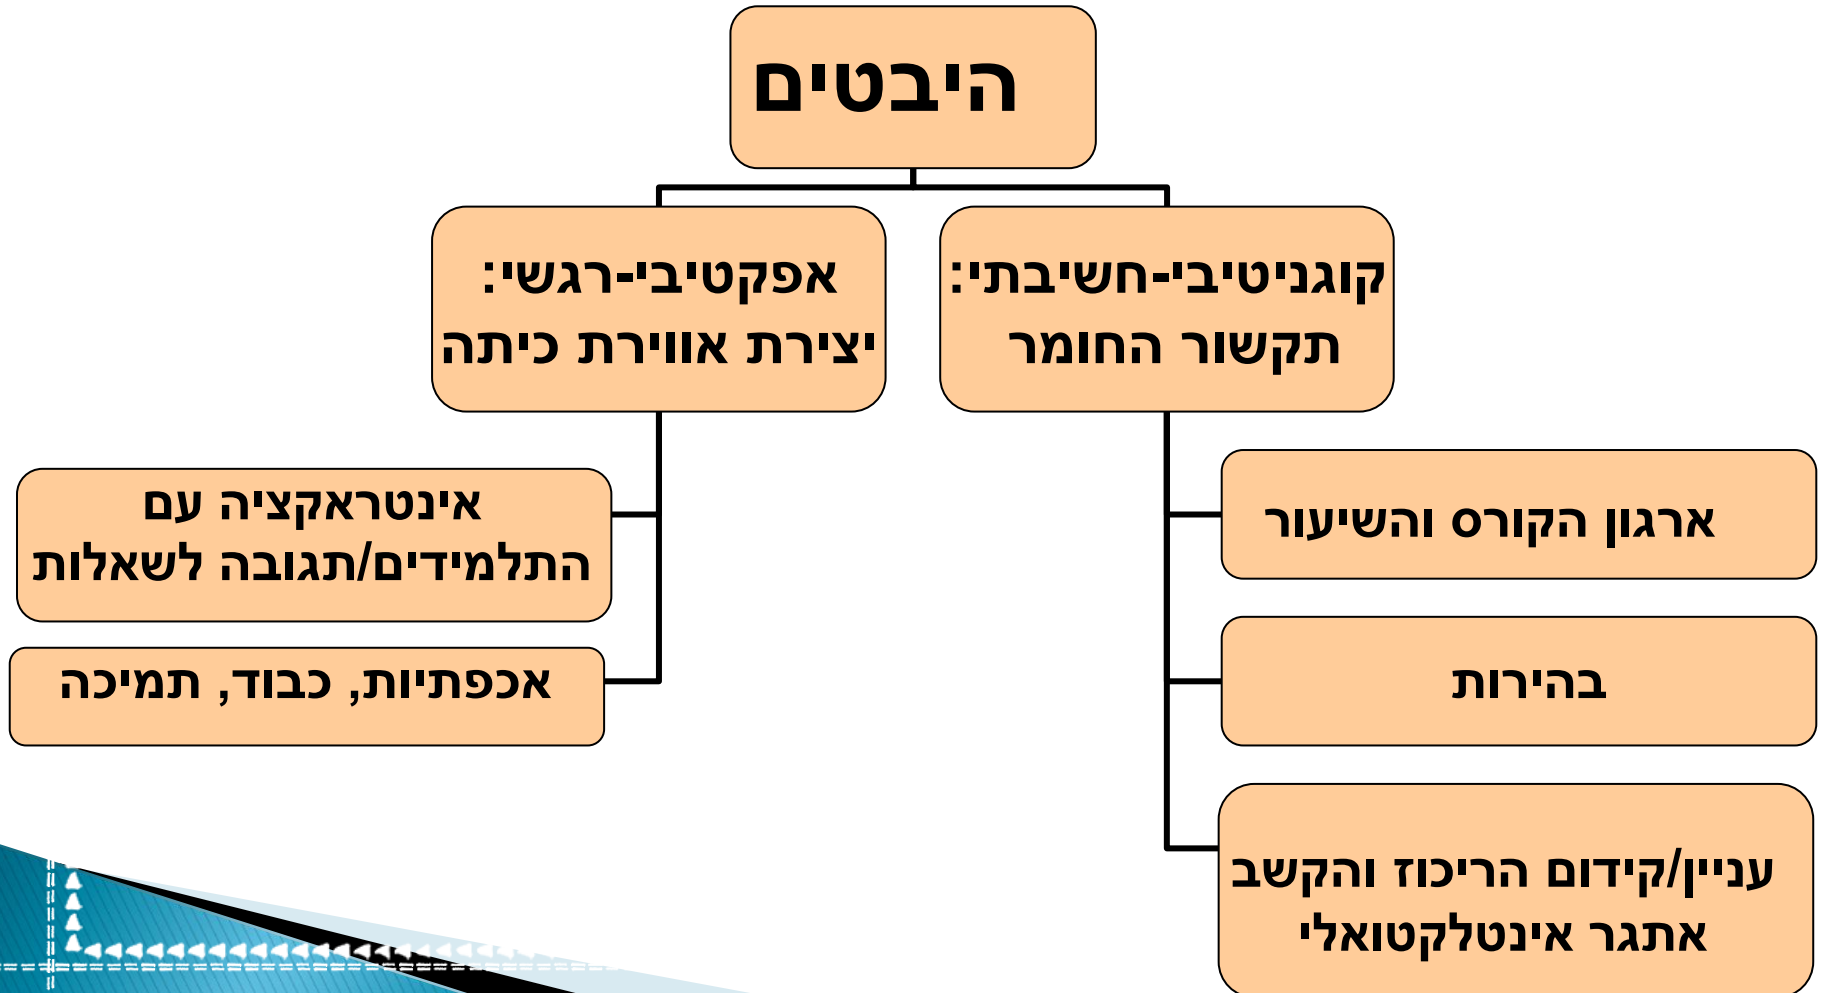 היבטים
קוגניטיבי-חשיבתי:
תקשור החומר
אפקטיבי-רגשי:
יצירת אווירת כיתה
ארגון הקורס והשיעור
בהירות
עניין/קידום הריכוז והקשב
אתגר אינטלקטואלי
אינטראקציה עם
התלמידים/תגובה לשאלות
אכפתיות, כבוד, תמיכה